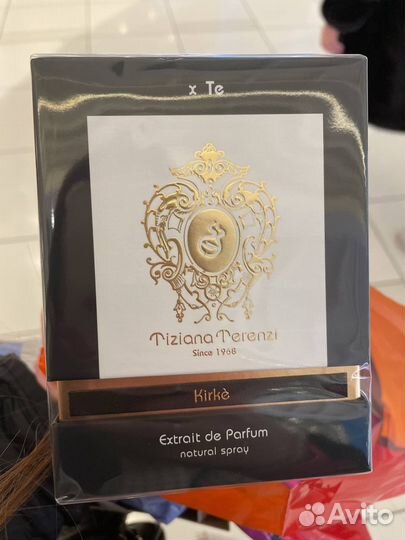 x Te
Tiziana Terenzi
Since 1968
Kirkè
Extrait de Parfum
natural spray
Avito